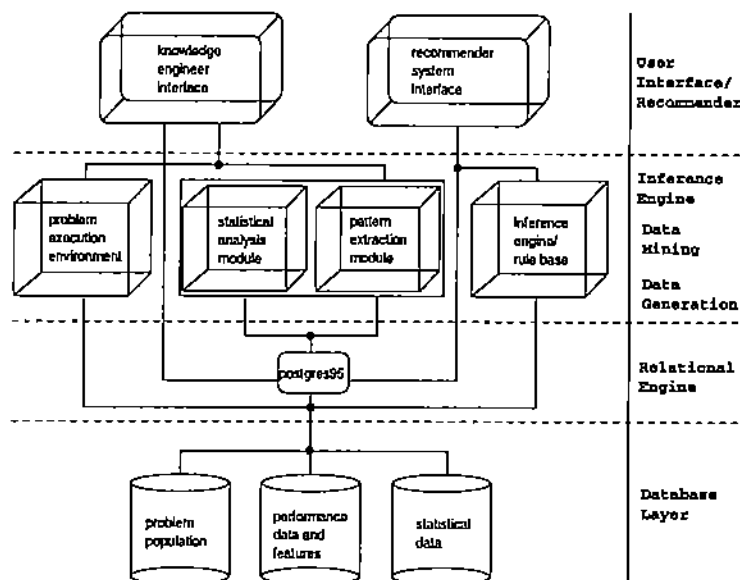 knowledge
engineer
interface
recommender
system
interface
User
Interface/
Recommender
problem
execution
environment
statistical
analysis
module
pattern
extraction
module
inference
engine/
rule base
Inference
Engine
Data
Mining
Data
Generation
postgres95
Relational
Engine
problem
population
performance
data and
features
statistical
data
Database
Layer